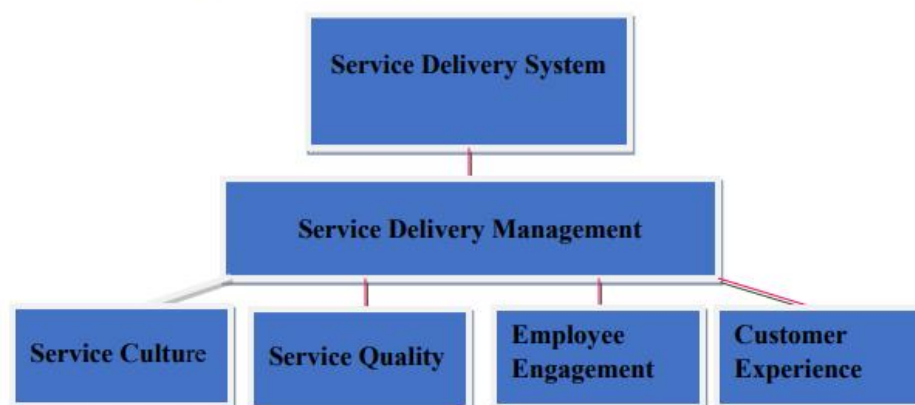 Service Delivery System
Service Delivery Management
Service Culture
Service Quality
Employee
Engagement
Customer
Experience